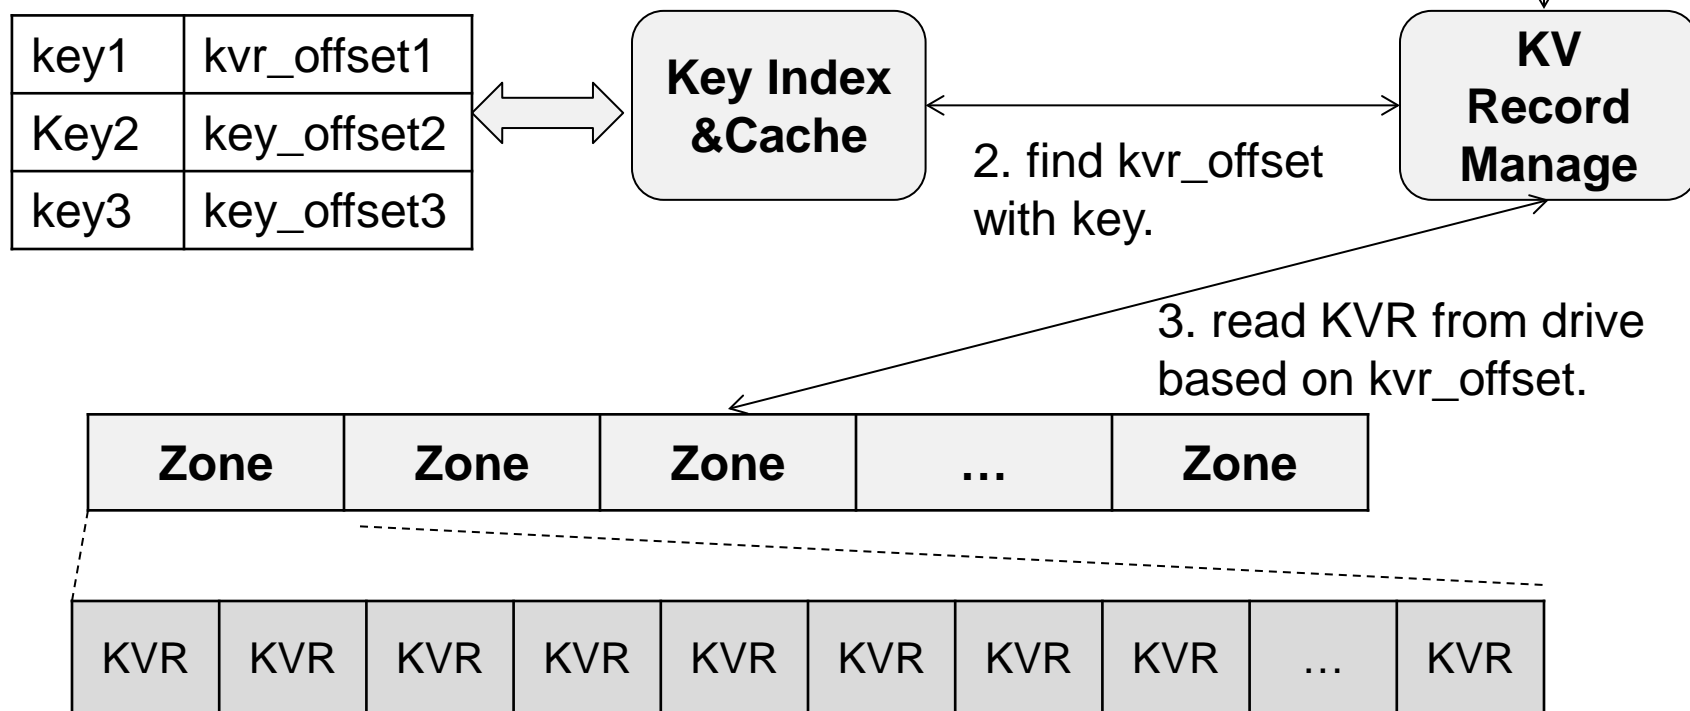 key1 kvr_offset1
Key2 key_offset2
key3 key_offset3
Key Index
&Cache
KV
Record
Manage
2. find kvr_offset
with key.
3. read KVR from drive
based on kvr_offset.
Zone Zone Zone … Zone
KVR KVR KVR KVR KVR KVR KVR KVR … KVR